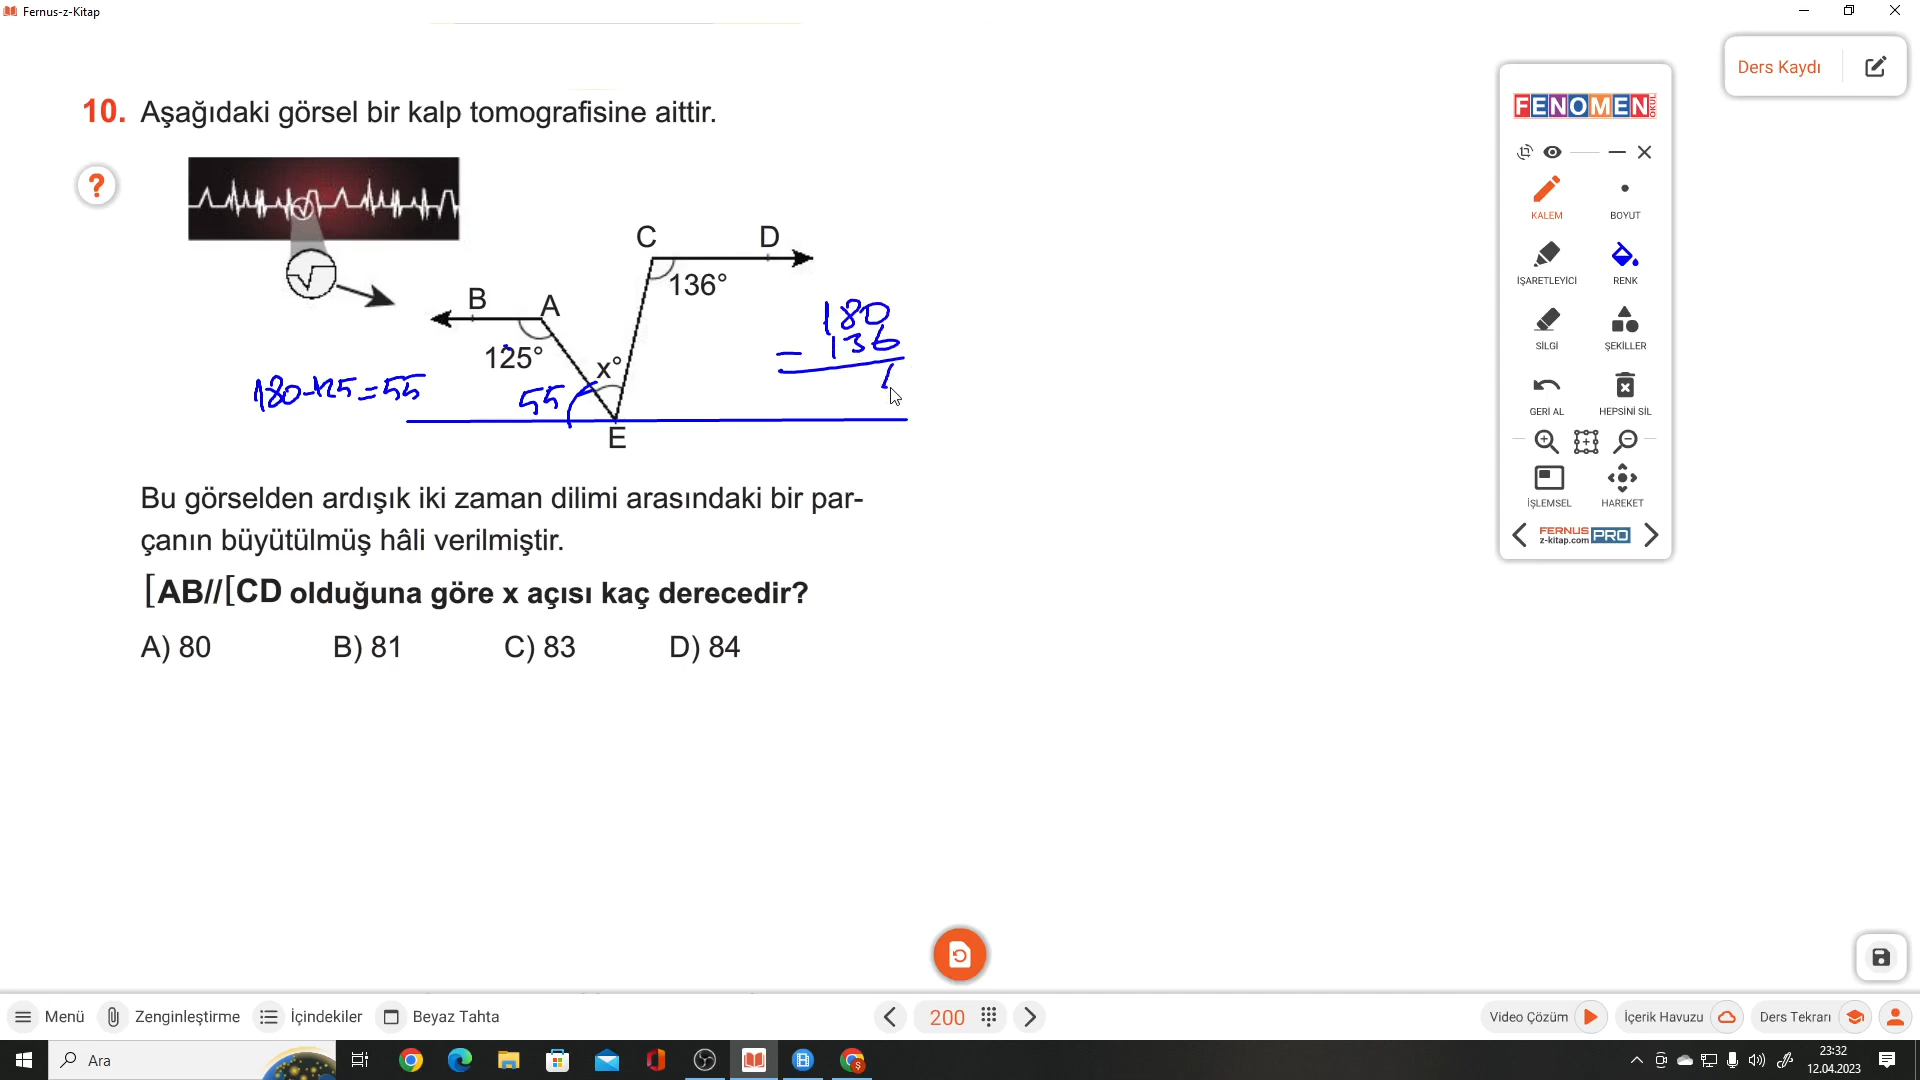 Fernus-z-Kitap
Ders Kaydı
10. Aşağıdaki görsel bir kalp tomografisine aittir.
?
C D
136°
B A
125°
x°
E
180
- 136
180-125=55
55
Bu görselden ardışık iki zaman dilimi arasındaki bir par-
çanın büyütülmüş hâli verilmiştir.
[AB//[CD olduğuna göre x açısı kaç derecedir?
A) 80 B) 81 C) 83 D) 84
FENOMEN OKUL
KALEM BOYUT
İŞARETLEYİCİ RENK
SİLGİ ŞEKİLLER
GERİ AL HEPSİNİ SİL
İŞLEMSEL HAREKET
FERNUS
z-kitap.com PRO
Menü Zenginleştirme İçindekiler Beyaz Tahta 200 Video Çözüm İçerik Havuzu Ders Tekrarı
Ara
23:32
12.04.2023